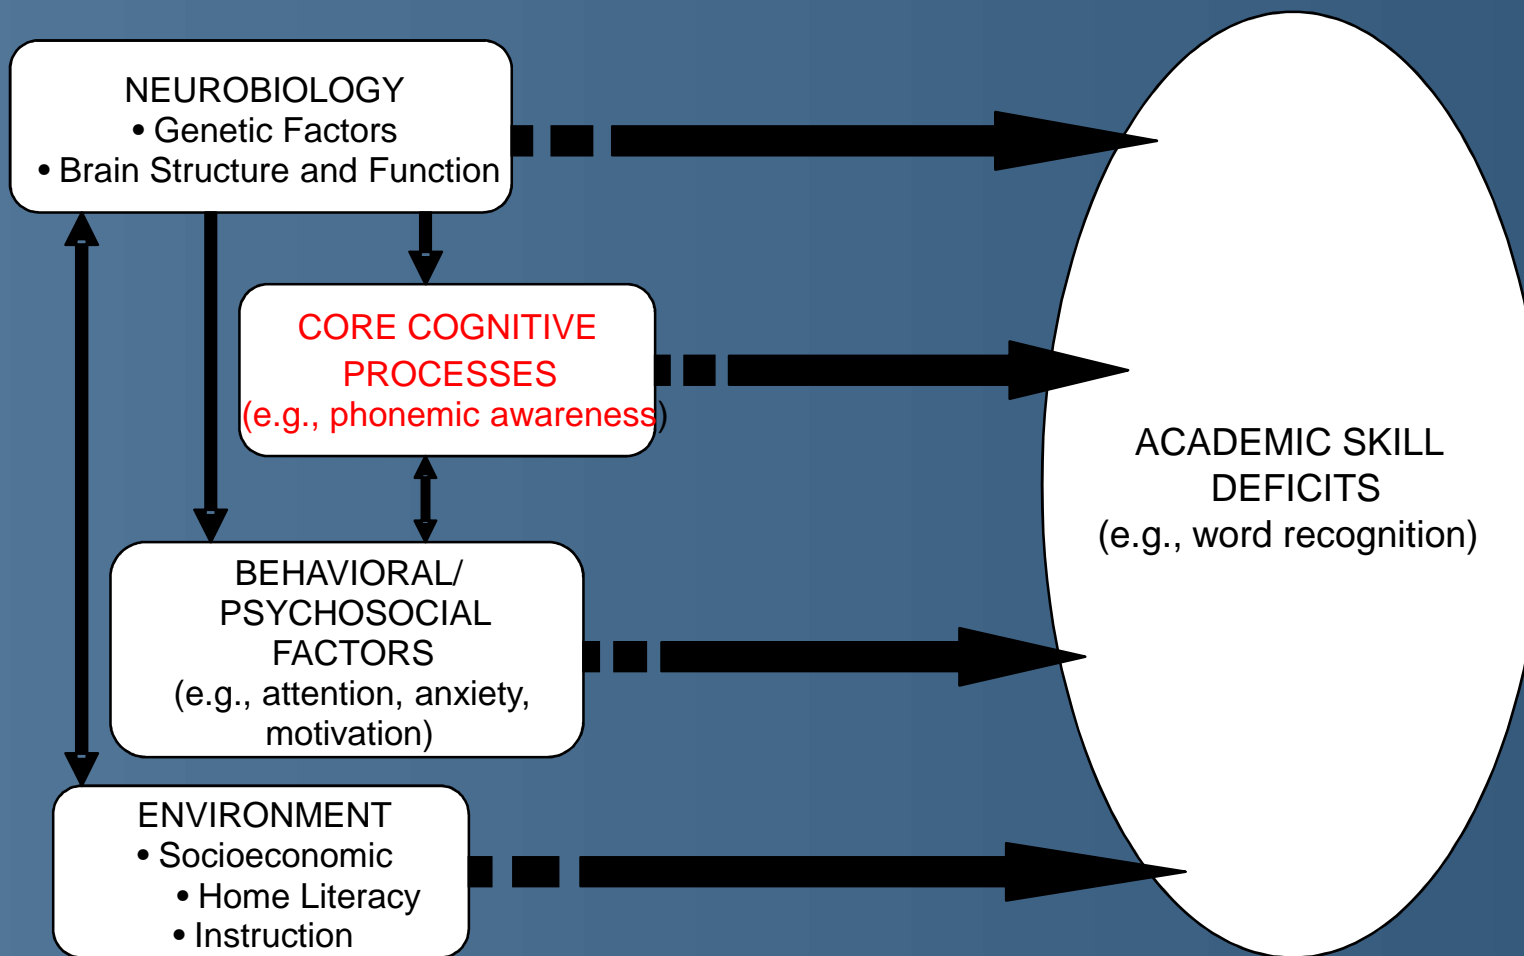 NEUROBIOLOGY
• Genetic Factors
• Brain Structure and Function
CORE COGNITIVE
PROCESSES
(e.g., phonemic awareness)
BEHAVIORAL/
PSYCHOSOCIAL
FACTORS
(e.g., attention, anxiety,
motivation)
ENVIRONMENT
• Socioeconomic
• Home Literacy
• Instruction
ACADEMIC SKILL
DEFICITS
(e.g., word recognition)